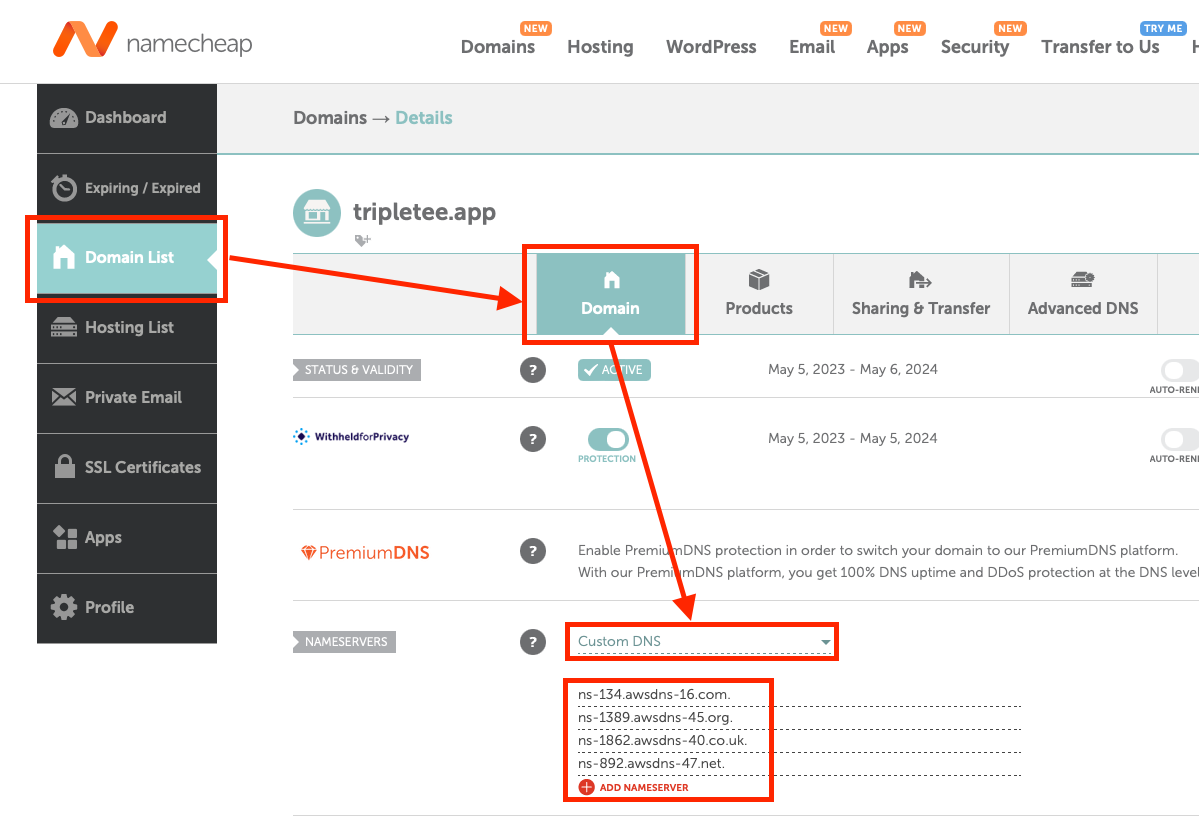 namecheap
NEW NEW NEW NEW TRY ME
Domains Hosting WordPress Email Apps Security Transfer to Us H
Dashboard
Expiring / Expired
Domain List
Hosting List
Private Email
SSL Certificates
Apps
Profile
Domains → Details
tripletee.app
Domain Products Sharing & Transfer Advanced DNS
STATUS & VALIDITY ? ACTIVE May 5, 2023 - May 6, 2024
AUTO-RENE
WithheldforPrivacy ? May 5, 2023 - May 5, 2024
PROTECTION AUTO-RENE
PremiumDNS ? Enable PremiumDNS protection in order to switch your domain to our PremiumDNS platform.
With our PremiumDNS platform, you get 100% DNS uptime and DDoS protection at the DNS level
NAMESERVERS ? Custom DNS
ns-134.awsdns-16.com.
ns-1389.awsdns-45.org.
ns-1862.awsdns-40.co.uk.
ns-892.awsdns-47.net.
ADD NAMESERVER